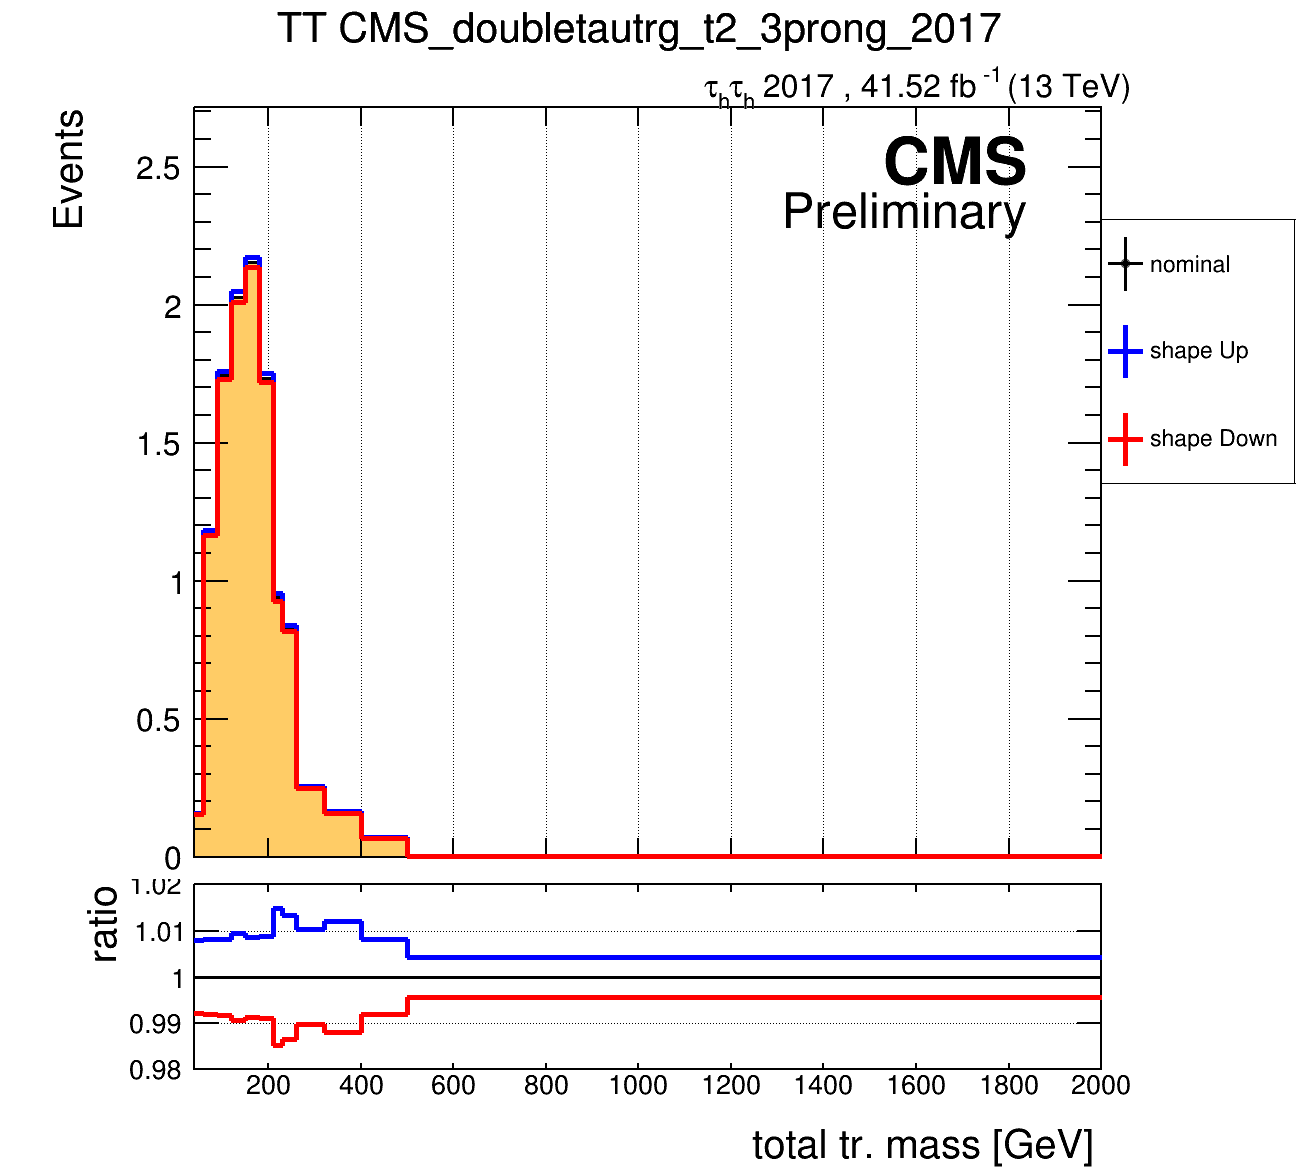 TT CMS_doubletautrg_t2_3prong_2017
τhτh 2017 , 41.52 fb -1 (13 TeV)
Events
CMS
Preliminary
2.5
2
1.5
1
0.5
0
nominal
shape Up
shape Down
ratio
1.02
1.01
1
0.99
0.98
200 400 600 800 1000 1200 1400 1600 1800 2000
total tr. mass [GeV]